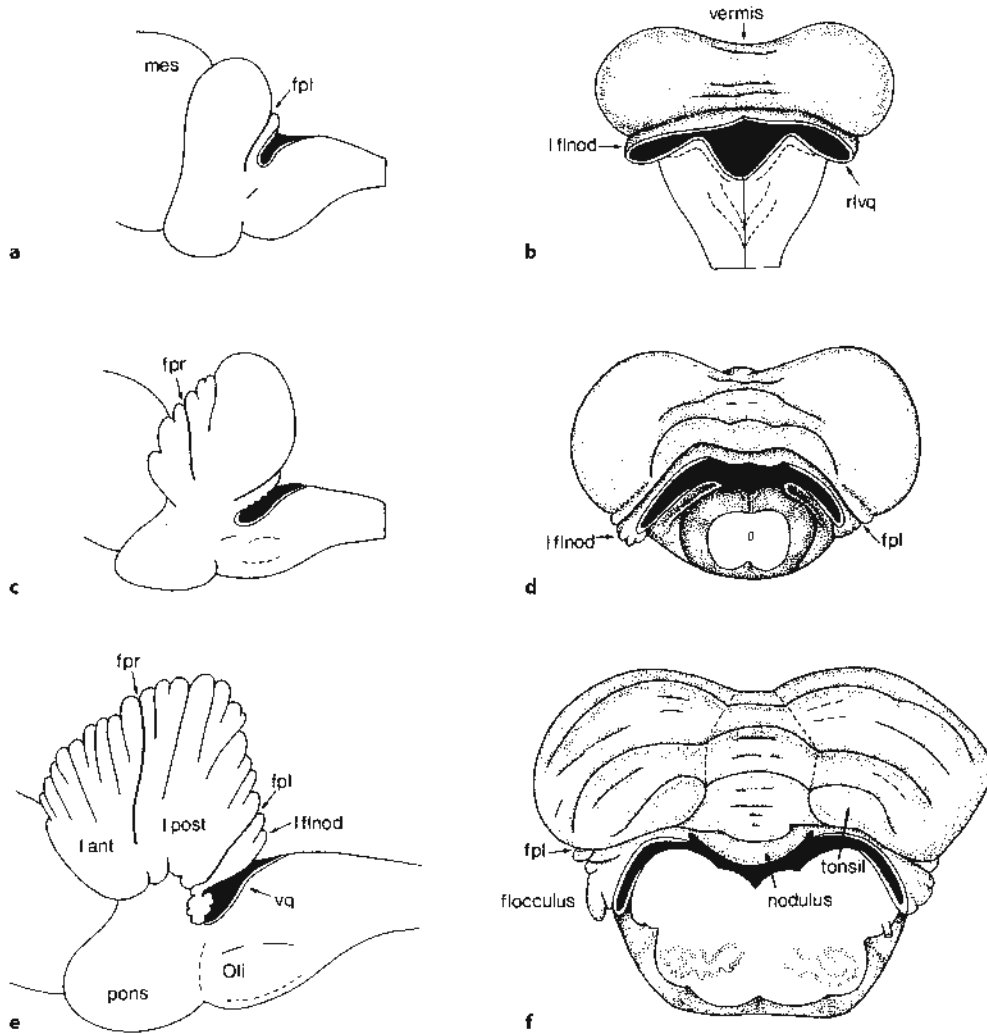 mes
fpl
a
vermis
l flnod
rlvq
b
fpr
c
l flnod
fpl
d
fpr
fpl
l ant
l post
l flnod
vq
Oli
pons
e
fpl
flocculus
tonsil
nodulus
f